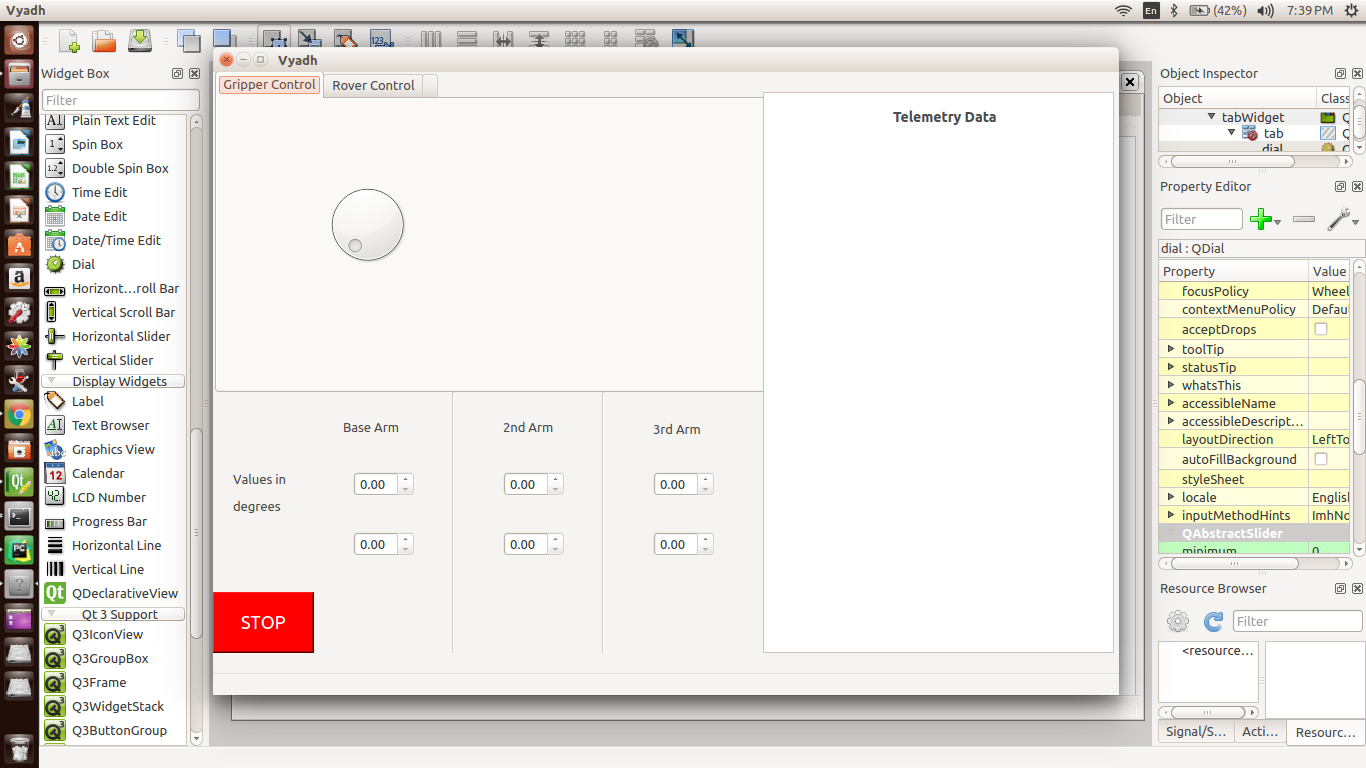 Vyadh
En
(42%)
7:39 PM
Widget Box
Filter
Plain Text Edit
Spin Box
Double Spin Box
Time Edit
Date Edit
Date/Time Edit
Dial
Horizont…roll Bar
Vertical Scroll Bar
Horizontal Slider
Vertical Slider
Display Widgets
Label
Text Browser
Graphics View
Calendar
LCD Number
Progress Bar
Horizontal Line
Vertical Line
QDeclarativeView
Qt 3 Support
Q3IconView
Q3GroupBox
Q3Frame
Q3WidgetStack
Q3ButtonGroup
Vyadh
Gripper Control
Rover Control
Telemetry Data
Base Arm
2nd Arm
3rd Arm
Values in
degrees
0.00
0.00
0.00
0.00
0.00
0.00
STOP
Object Inspector
Object
Class
tabWidget
Q
tab
Q
dial
Property Editor
Filter
dial : QDial
Property
Value
focusPolicy
Wheel
contextMenuPolicy
Defau
acceptDrops
toolTip
statusTip
whatsThis
accessibleName
accessibleDescript…
layoutDirection
LeftTo
autoFillBackground
styleSheet
locale
English
inputMethodHints
ImhNo
QAbstractSlider
minimum
0
Resource Browser
Filter
<resource…
Signal/S…
Acti…
Resourc…